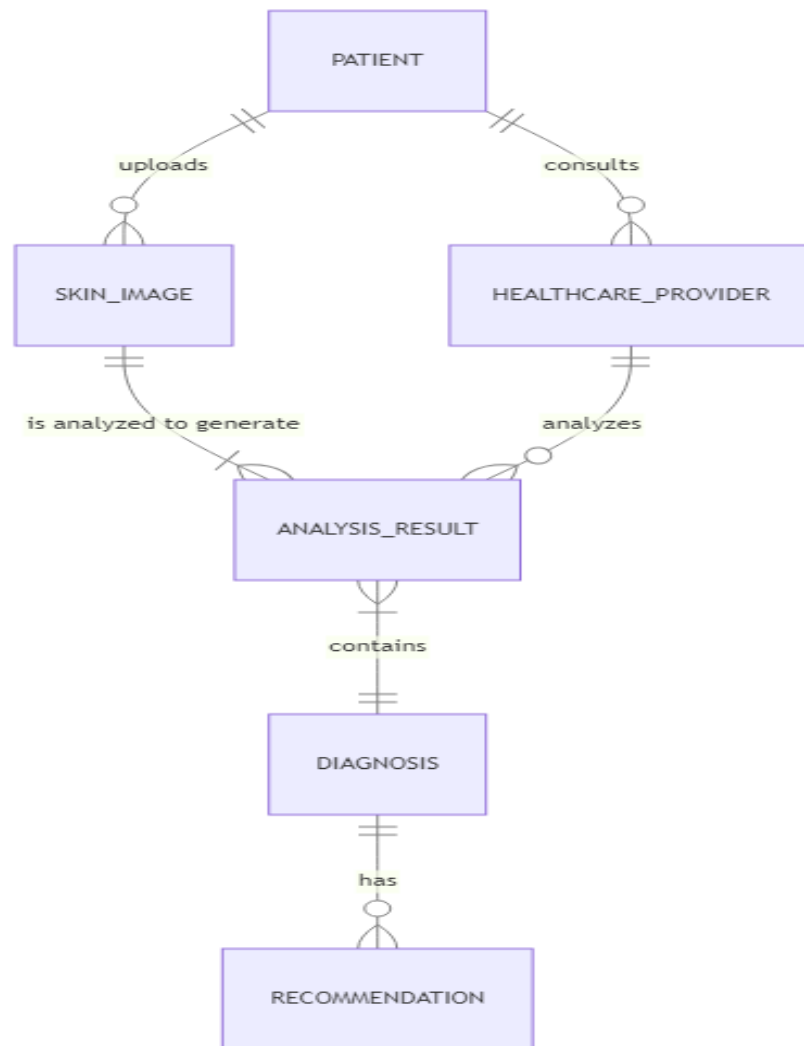 PATIENT
uploads
consults
SKIN_IMAGE
HEALTHCARE_PROVIDER
is analyzed to generate
analyzes
ANALYSIS_RESULT
contains
DIAGNOSIS
has
RECOMMENDATION